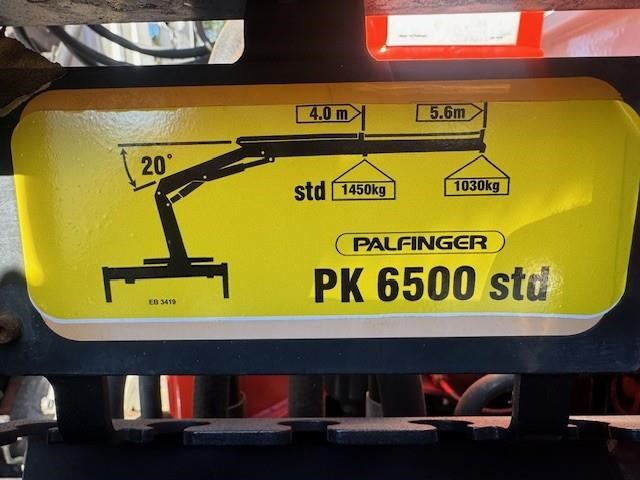 4.0 m 5.6m
20°
std 1450kg 1030kg
PALFINGER
PK 6500 std
EB 3419